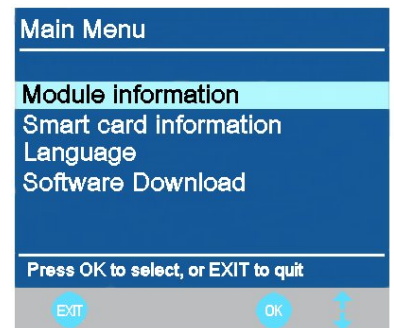 Main Menu
Module information
Smart card information
Language
Software Download
Press OK to select, or EXIT to quit
EXIT OK